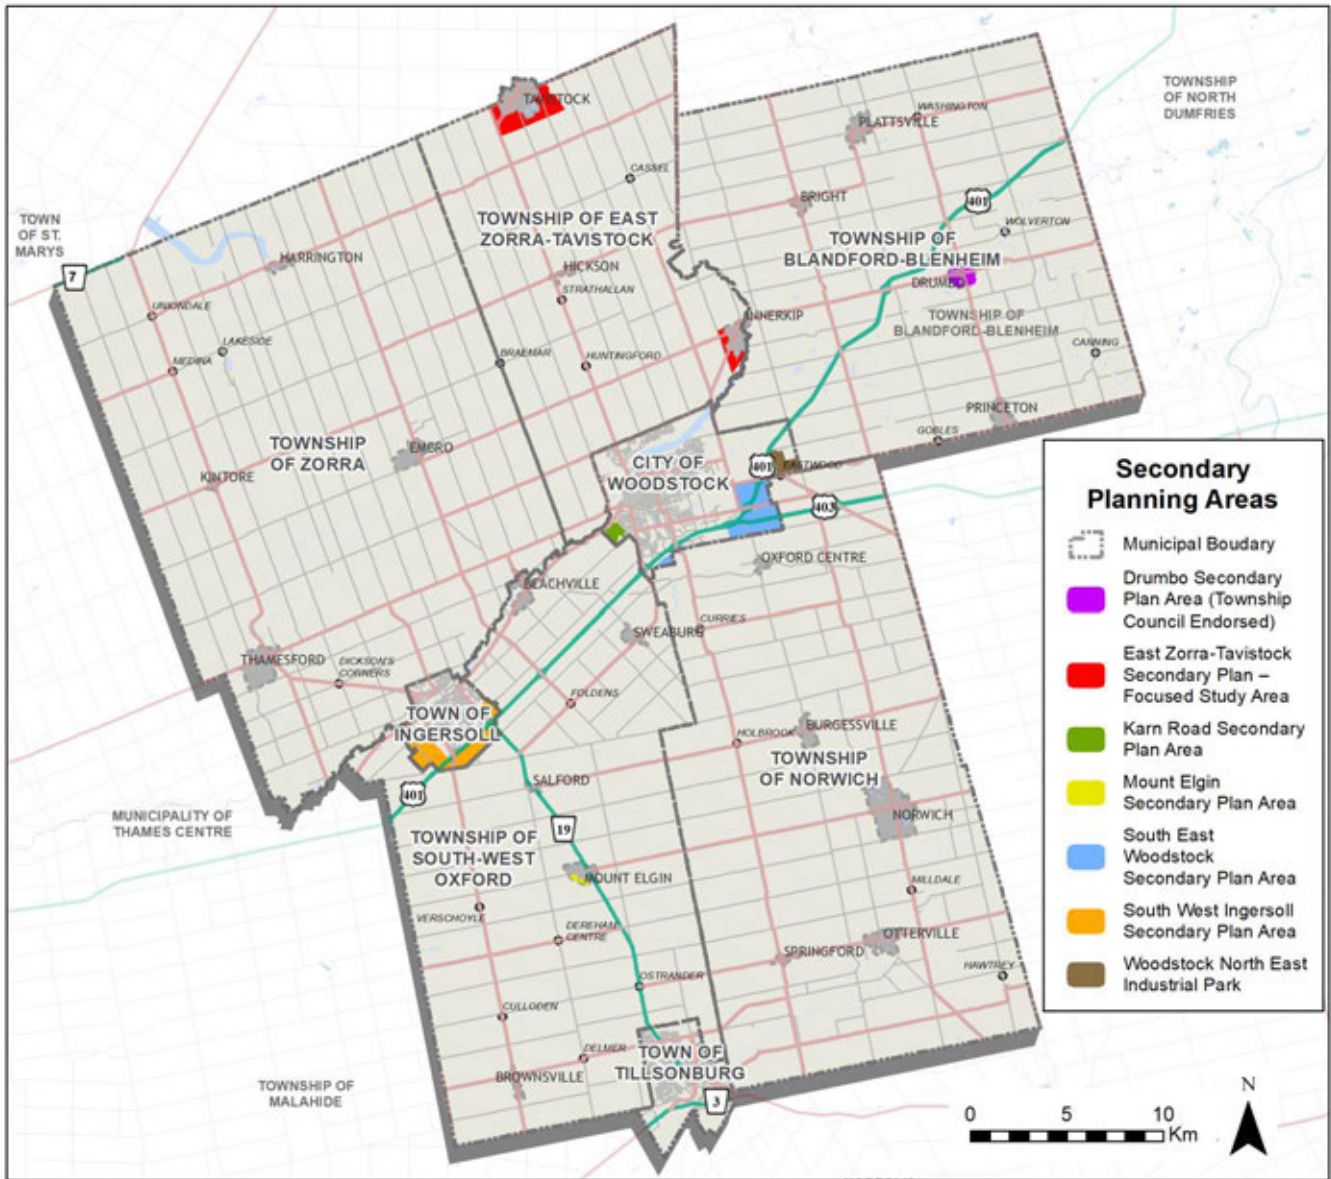 TOWNSHIP
OF NORTH
DUMFRIES
TAVISTOCK
WASHINGTON
PLATTSVILLE
CASSEL
BRIGHT
401
TOWN
OF ST.
MARYS
TOWNSHIP OF EAST
ZORRA-TAVISTOCK
WOLVERTON
TOWNSHIP OF
BLANDFORD-BLENHEIM
7
HARRINGTON
HICKSON
STRATHALLAN
DRUMBO
UNIONDALE
INNERKIP
TOWNSHIP OF
BLANDFORD-BLENHEIM
LAKESIDE
MEDINA
BRAEMAR
HUNTINGFORD
CANNING
PRINCETON
GOBLES
TOWNSHIP
OF ZORRA
EMBRO
KINTORE
CITY OF
WOODSTOCK
401
EASTWOOD
403
OXFORD CENTRE
BEACHVILLE
CURRIES
SWEABURG
THAMESFORD
DICKSON'S
CORNERS
FOLDENS
TOWN OF
INGERSOLL
BURGESSVILLE
HOLBROOK
TOWNSHIP
OF NORWICH
SALFORD
401
MUNICIPALITY OF
THAMES CENTRE
19
NORWICH
TOWNSHIP OF
SOUTH-WEST
OXFORD
MOUNT ELGIN
MILLDALE
VERSCHOYLE
DEREHAM
CENTRE
OTTERVILLE
SPRINGFORD
HAWTREY
OSTRANDER
CULLODEN
DELMER
BROWNSVILLE
TOWN OF
TILLSONBURG
3
TOWNSHIP OF
MALAHIDE
Secondary
Planning Areas
Municipal Boudary
Drumbo Secondary
Plan Area (Township
Council Endorsed)
East Zorra-Tavistock
Secondary Plan –
Focused Study Area
Karn Road Secondary
Plan Area
Mount Elgin
Secondary Plan Area
South East
Woodstock
Secondary Plan Area
South West Ingersoll
Secondary Plan Area
Woodstock North East
Industrial Park
N
0 5 10
Km